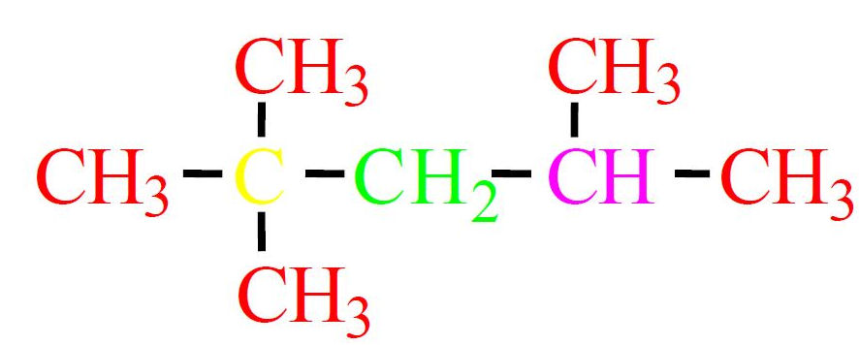 CH₃ CH₃
CH₃ – C – CH₂ – CH – CH₃
CH₃